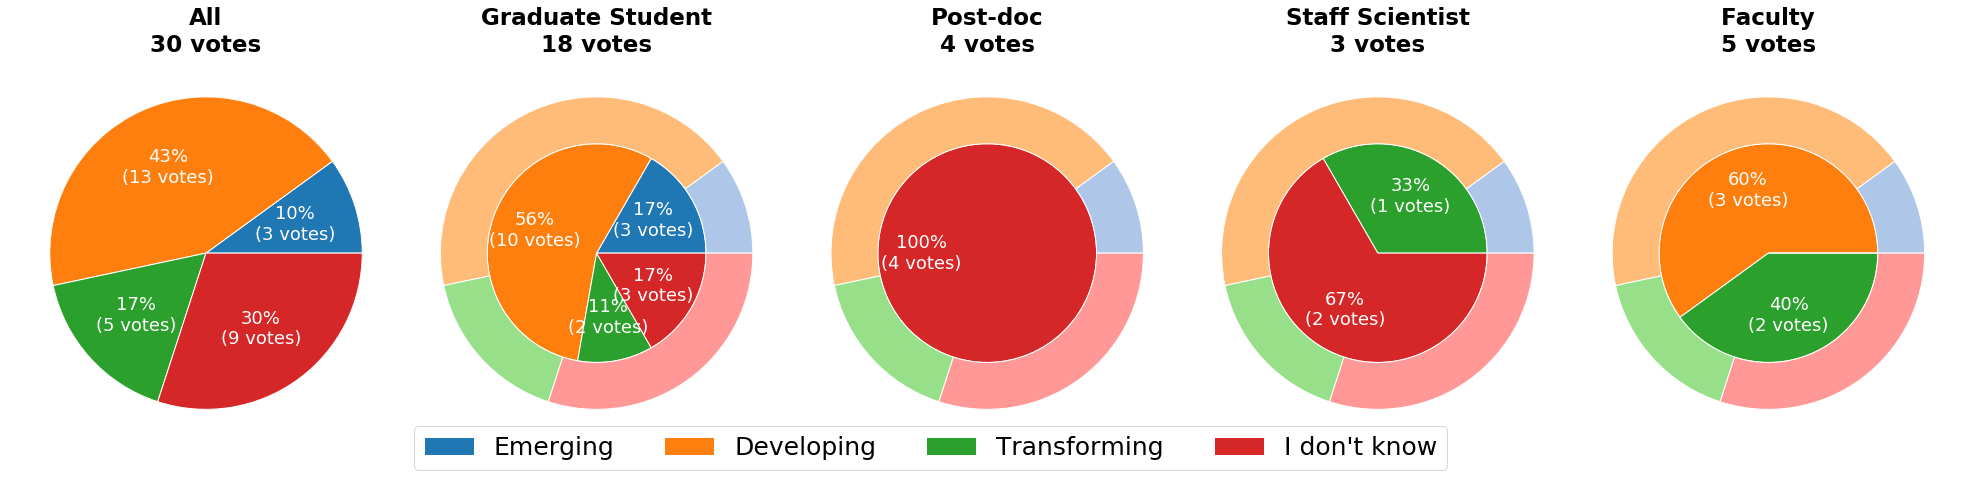 All
30 votes
Graduate Student
18 votes
Post-doc
4 votes
Staff Scientist
3 votes
Faculty
5 votes
43%
(13 votes)
10%
(3 votes)
17%
(5 votes)
30%
(9 votes)
56%
(10 votes)
17%
(3 votes)
17%
(3 votes)
11%
(2 votes)
100%
(4 votes)
33%
(1 votes)
67%
(2 votes)
60%
(3 votes)
40%
(2 votes)
Emerging
Developing
Transforming
I don't know